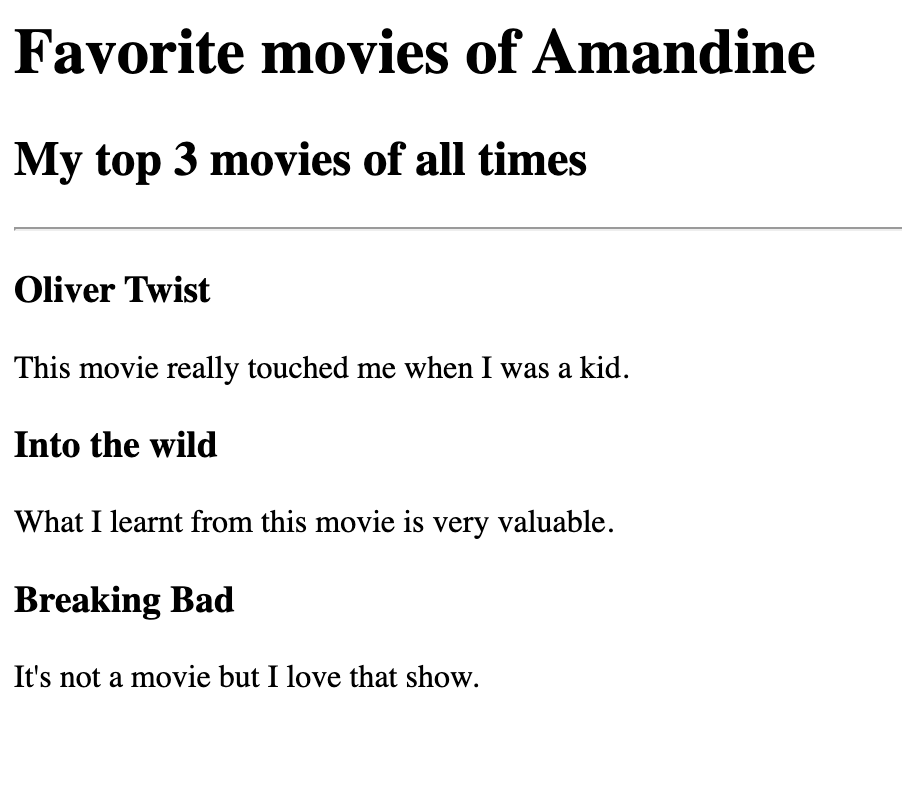 Favorite movies of Amandine
My top 3 movies of all times
Oliver Twist
This movie really touched me when I was a kid.
Into the wild
What I learnt from this movie is very valuable.
Breaking Bad
It's not a movie but I love that show.